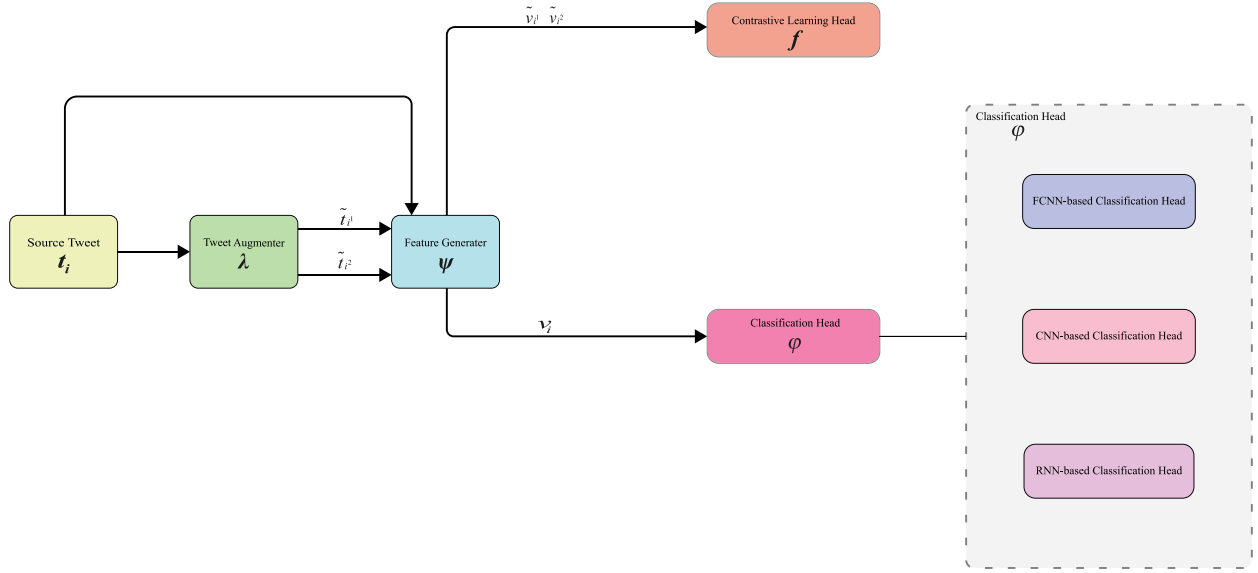 ṽᵢ₁ ṽᵢ₂
Contrastive Learning Head
f
Classification Head
φ
FCNN-based Classification Head
Source Tweet
tᵢ
Tweet Augmenter
λ
t̃ᵢ₁
t̃ᵢ₂
Feature Generater
ψ
vᵢ
Classification Head
φ
CNN-based Classification Head
RNN-based Classification Head